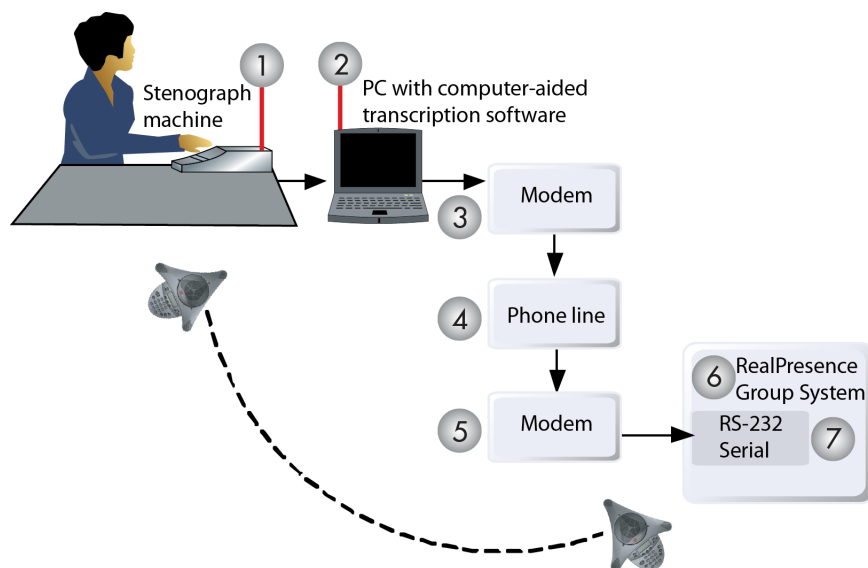 1
Stenograph
machine
2
PC with computer-aided
transcription software
3
Modem
4
Phone line
5
Modem
6
RealPresence
Group System
RS-232
Serial
7